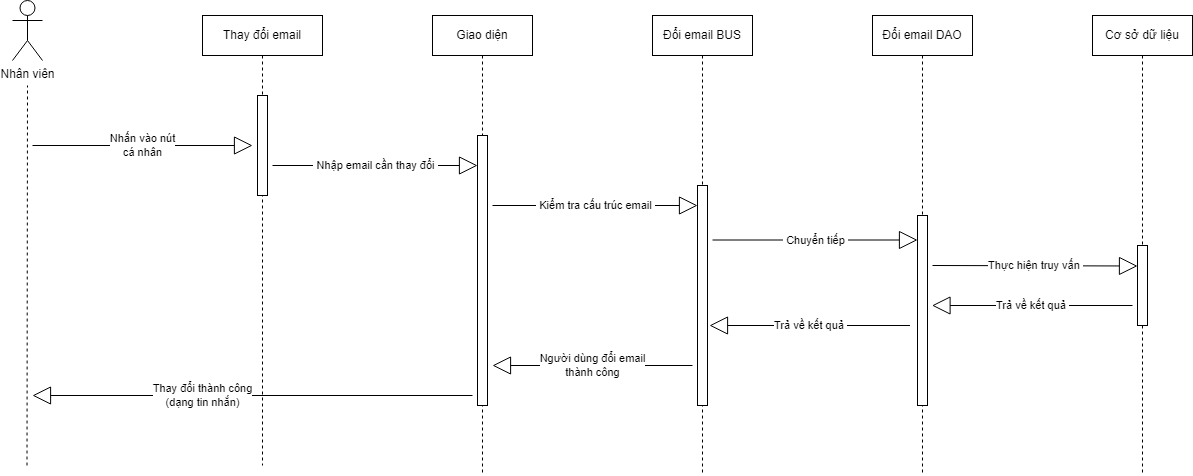 Thay đổi email
Giao diện
Đổi email BUS
Đổi email DAO
Cơ sở dữ liệu
Nhân viên
Nhấn vào nút
cá nhân
Nhập email cần thay đổi
Kiểm tra cấu trúc email
Chuyển tiếp
Thực hiện truy vấn
Trả về kết quả
Trả về kết quả
Người dùng đổi email
thành công
Thay đổi thành công
(dạng tin nhắn)